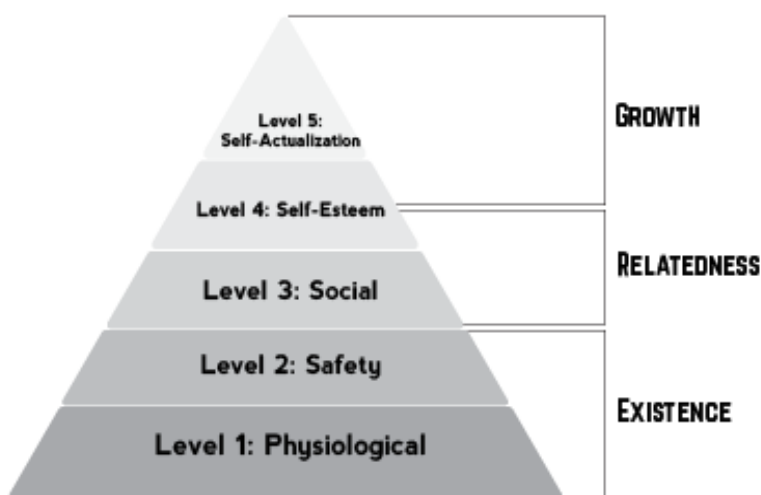 Level 5:
Self-Actualization
Level 4: Self-Esteem
Level 3: Social
Level 2: Safety
Level 1: Physiological
GROWTH
RELATEDNESS
EXISTENCE